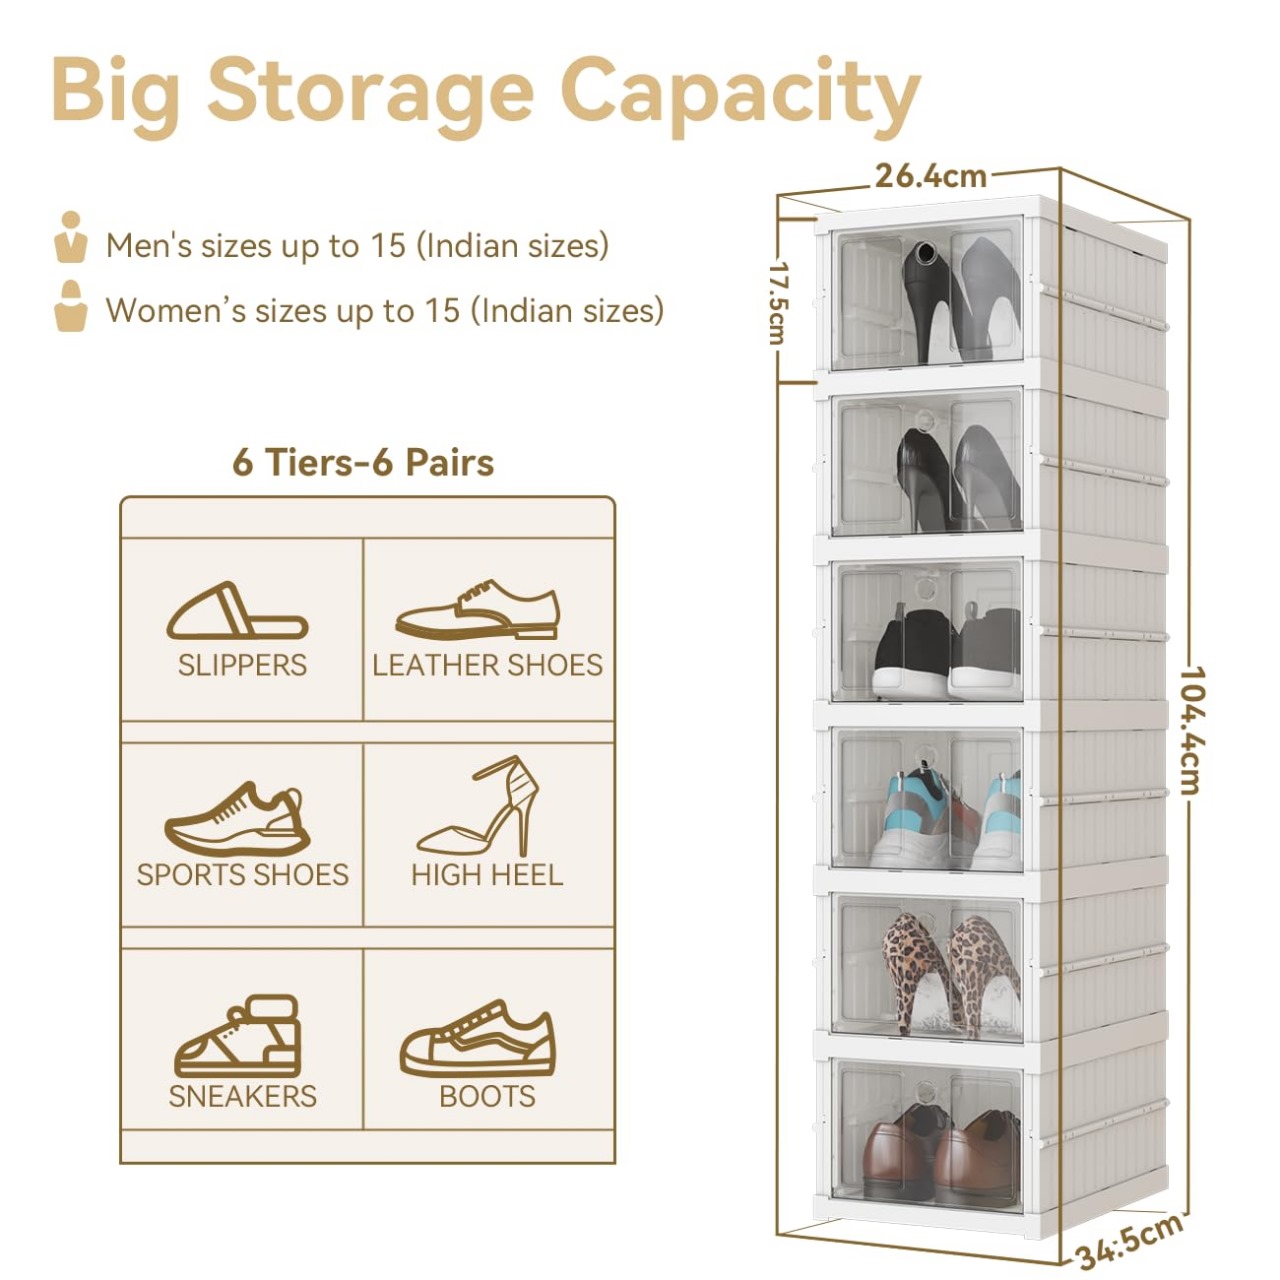 Big Storage Capacity
26.4cm
Men's sizes up to 15 (Indian sizes)
Women’s sizes up to 15 (Indian sizes)
17.5cm
6 Tiers-6 Pairs
SLIPPERS
LEATHER SHOES
SPORTS SHOES
HIGH HEEL
SNEAKERS
BOOTS
104.4cm
34.5cm